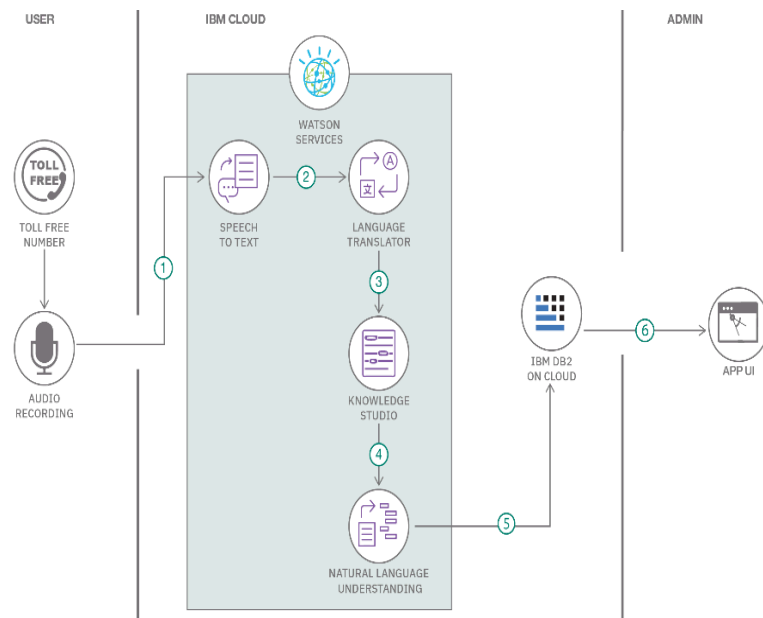 USER
IBM CLOUD
ADMIN
WATSON
SERVICES
TOLL
FREE
TOLL FREE
NUMBER
SPEECH
TO TEXT
2
A
文
LANGUAGE
TRANSLATOR
1
3
AUDIO
RECORDING
KNOWLEDGE
STUDIO
IBM DB2
ON CLOUD
6
APP UI
4
5
NATURAL LANGUAGE
UNDERSTANDING